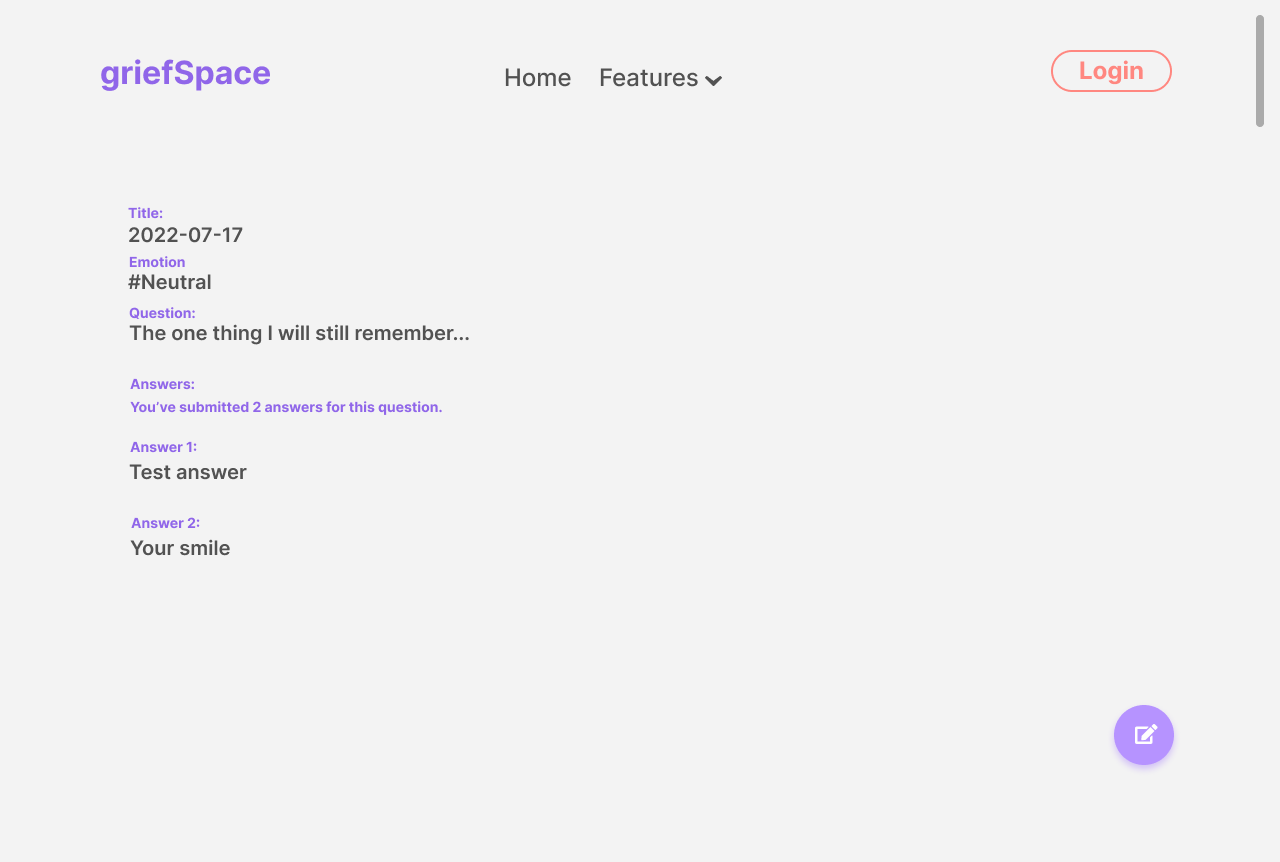 griefSpace
Home Features
Login
Title:
2022-07-17
Emotion
#Neutral
Question:
The one thing I will still remember...
Answers:
You’ve submitted 2 answers for this question.
Answer 1:
Test answer
Answer 2:
Your smile